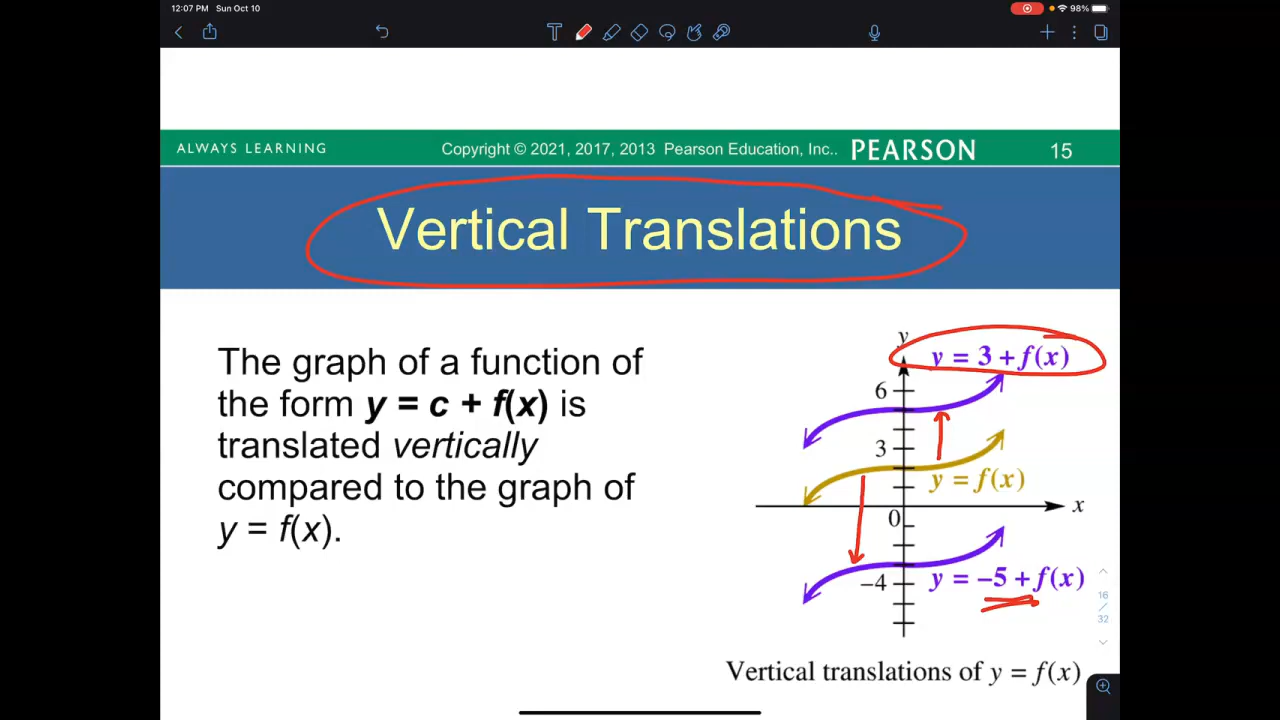 12:07 PM Sun Oct 10
98%
ALWAYS LEARNING Copyright © 2021, 2017, 2013 Pearson Education, Inc.. PEARSON 15
Vertical Translations
The graph of a function of
the form y = c + f(x) is
translated vertically
compared to the graph of
y = f(x).
y
y = 3 + f(x)
6
3
y = f(x)
x
0
−4
y = −5 + f(x)
Vertical translations of y = f(x)
16
/
32